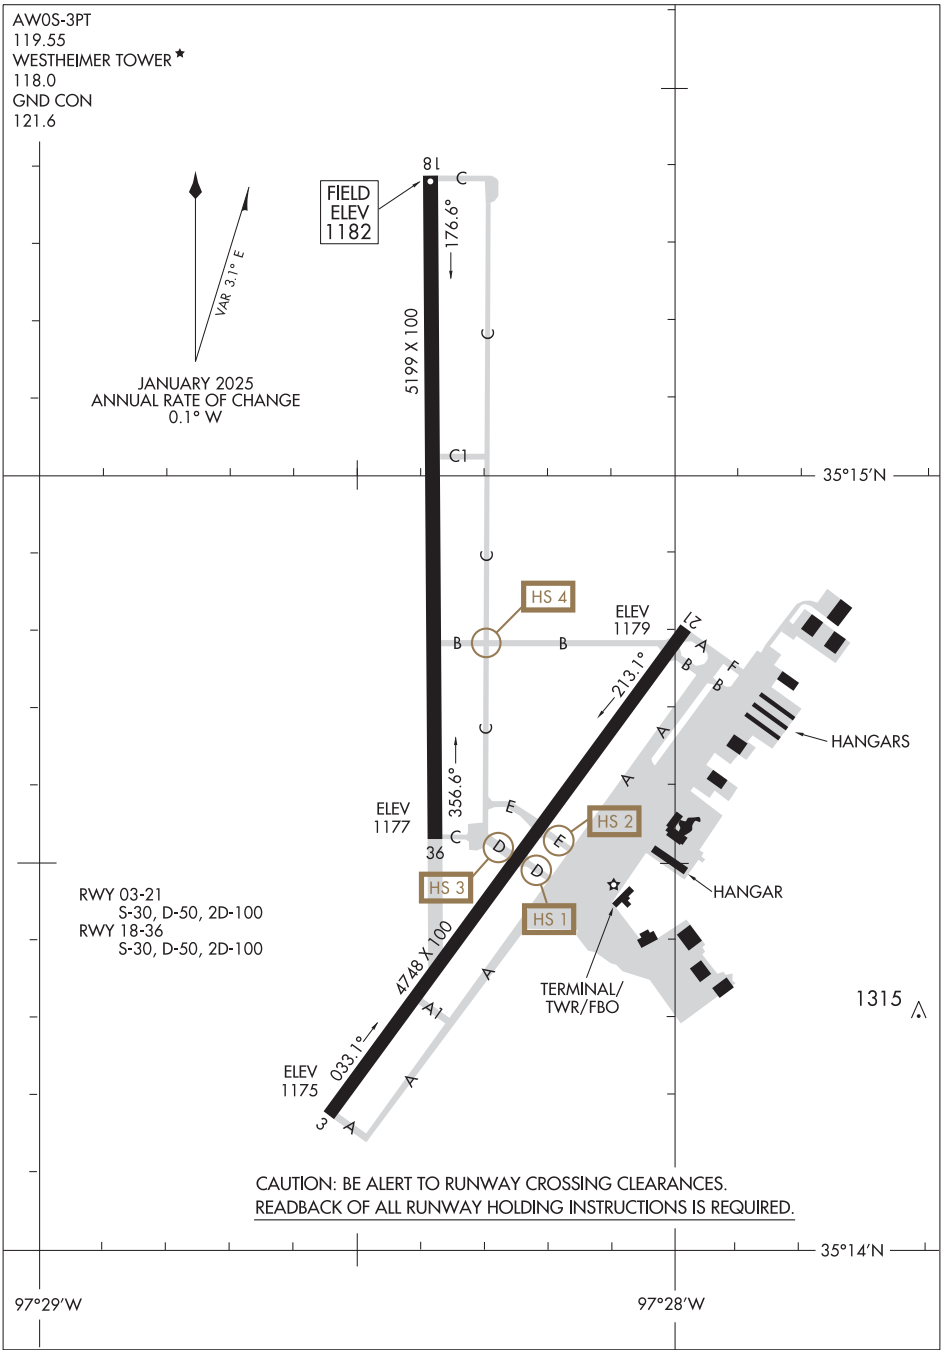 AWOS-3PT
119.55
WESTHEIMER TOWER★
118.0
GND CON
121.6
18
C
FIELD
ELEV
1182
176.6°
VAR 3.1° E
C
5199 X 100
JANUARY 2025
ANNUAL RATE OF CHANGE
0.1° W
C1
35°15'N
C
HS 4
ELEV
1179
21
B
B
A
F
B
B
213.1°
C
A
HANGARS
356.6°
A
ELEV
1177
E
HS 2
C
D
E
36
D
HS 3
HANGAR
RWY 03-21
S-30, D-50, 2D-100
RWY 18-36
S-30, D-50, 2D-100
HS 1
4748 X 100
A
TERMINAL/
TWR/FBO
1315
A1
033.1°
ELEV
1175
A
3
A
CAUTION: BE ALERT TO RUNWAY CROSSING CLEARANCES.
READBACK OF ALL RUNWAY HOLDING INSTRUCTIONS IS REQUIRED.
35°14'N
97°29'W
97°28'W